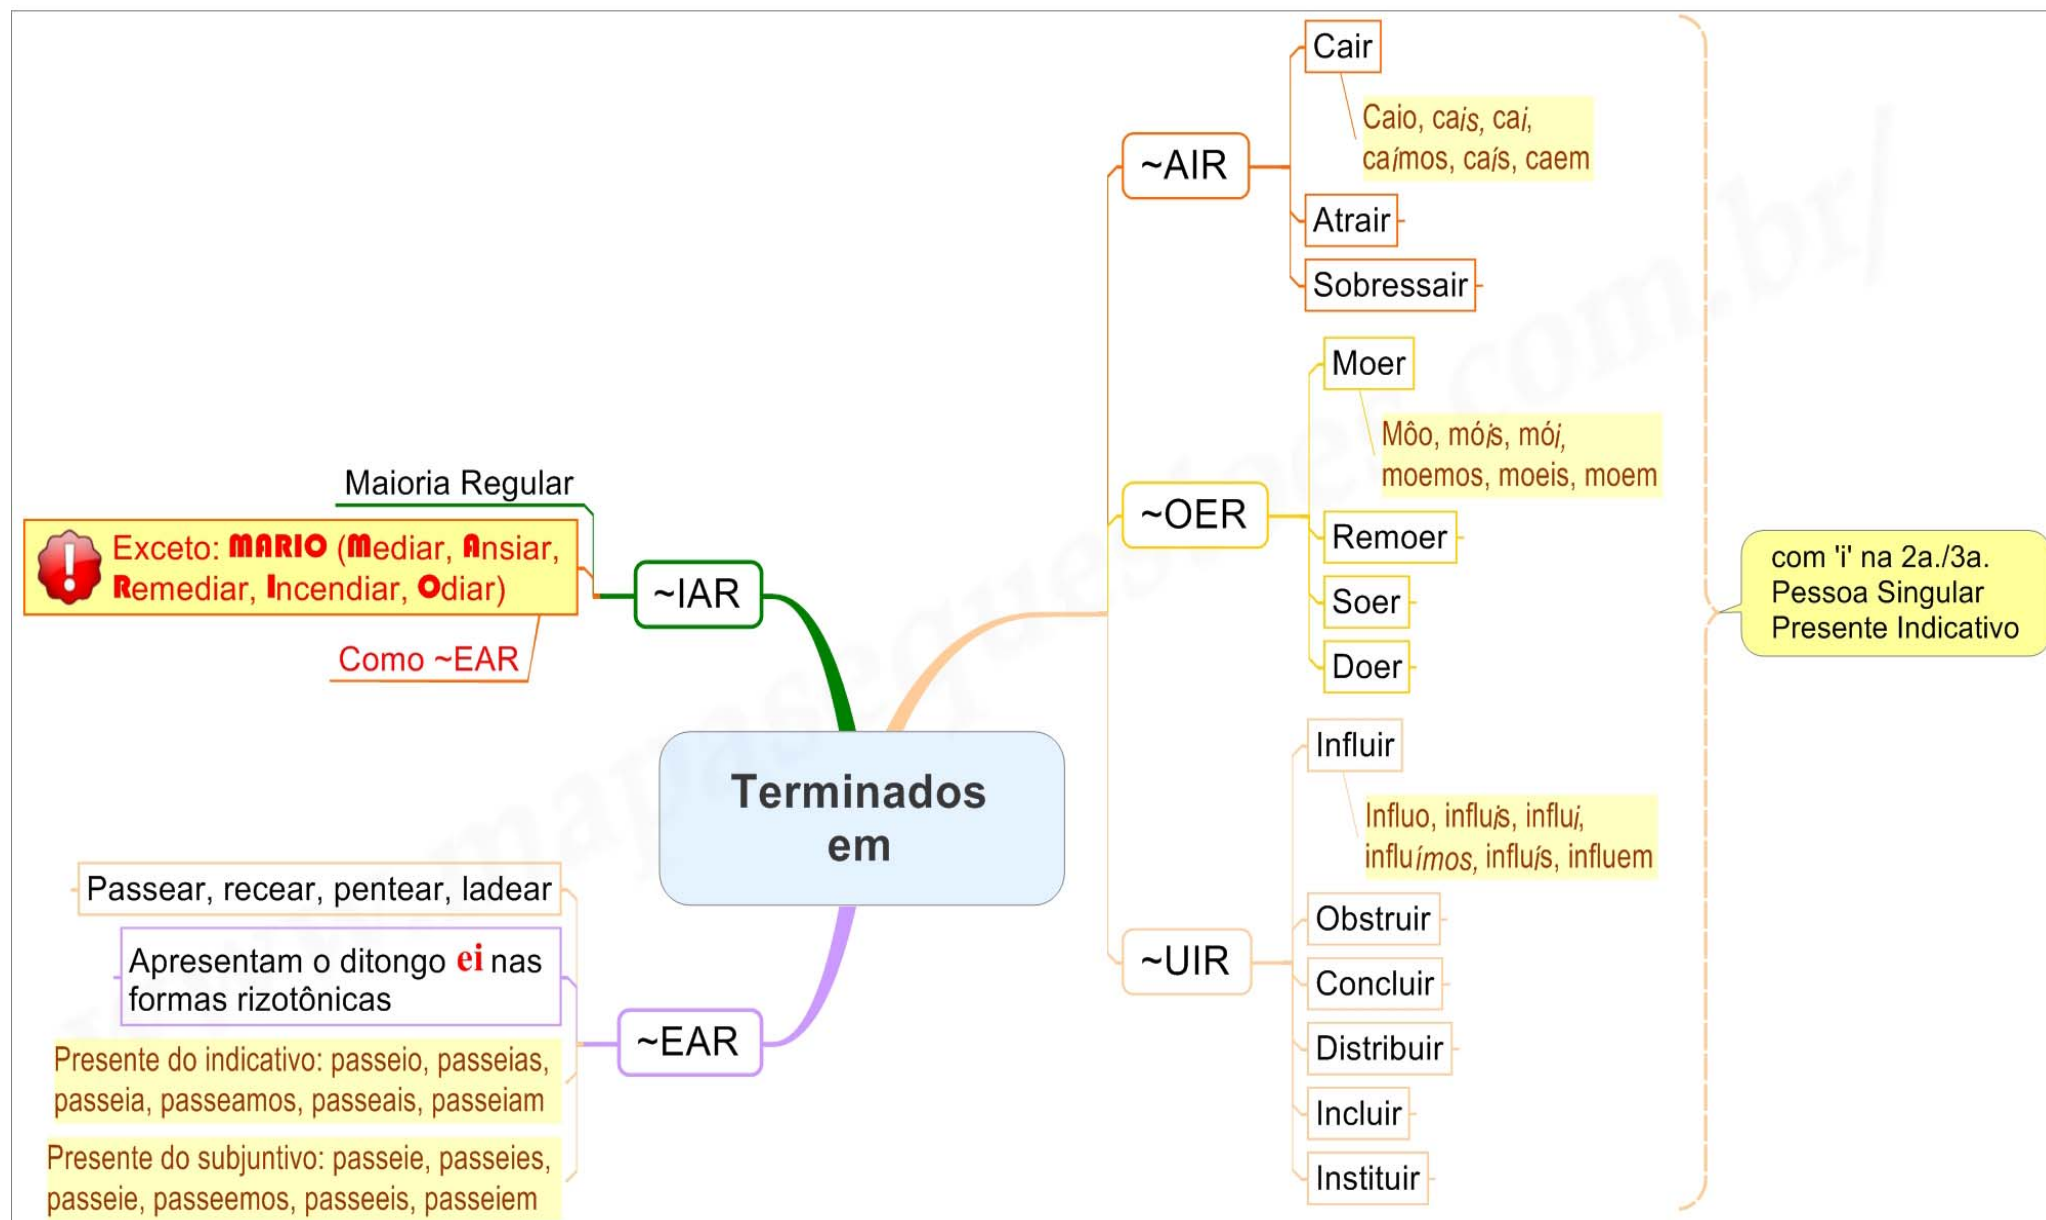 Terminados
em
~IAR
Maioria Regular
Exceto: MARIO (Mediar, Ansiar,
Remediar, Incendiar, Odiar)
Como ~EAR
~EAR
Passear, recear, pentear, ladear
Apresentam o ditongo ei nas
formas rizotônicas
Presente do indicativo: passeio, passeias,
passeia, passeamos, passeais, passeiam
Presente do subjuntivo: passeie, passeies,
passeie, passeemos, passeeis, passeiem
~AIR
Cair
Caio, cais, cai,
caímos, caís, caem
Atrair
Sobressair
~OER
Moer
Môo, móis, mói,
moemos, moeis, moem
Remoer
Soer
Doer
~UIR
Influir
Influo, influis, influi,
influímos, influís, influem
Obstruir
Concluir
Distribuir
Incluir
Instituir
com 'i' na 2a./3a.
Pessoa Singular
Presente Indicativo
www.mapasequestoes.com.br/